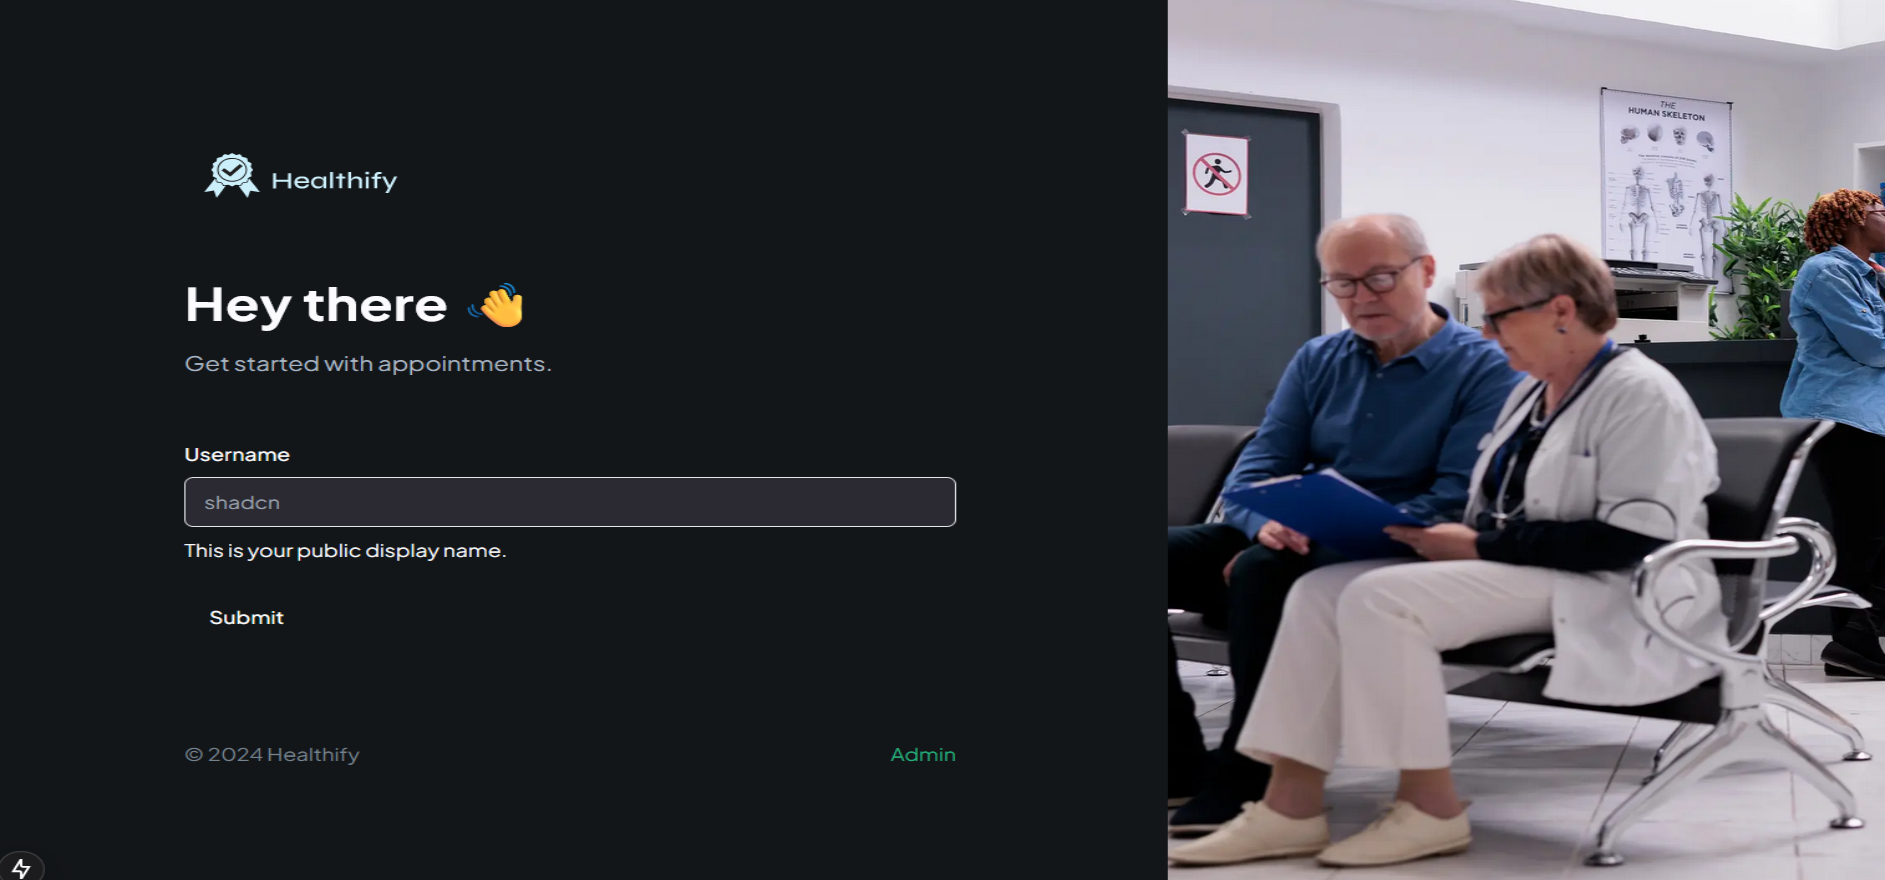 Healthify
Hey there 👋
Get started with appointments.
Username
shadcn
This is your public display name.
Submit
© 2024 Healthify
Admin
THE
HUMAN SKELETON